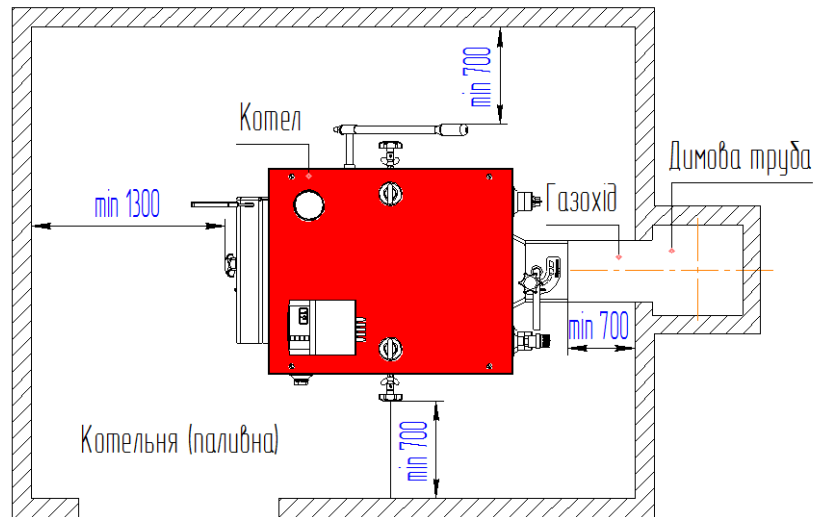 min 700
Котел
Димова труба
Газохід
min 1300
min 700
Котельня (паливна)
min 700